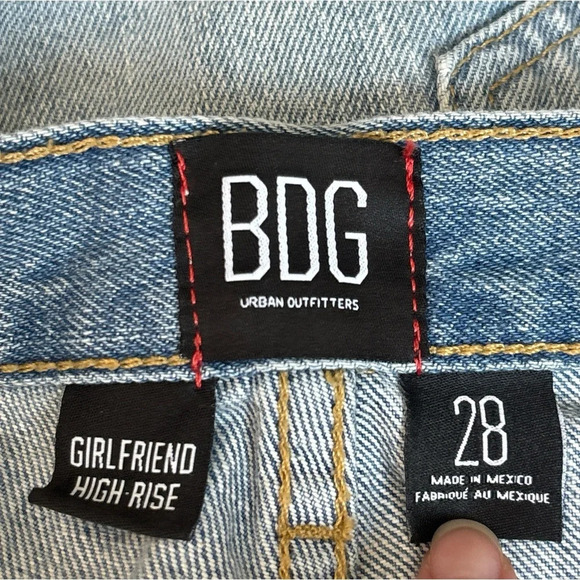 BDG
URBAN OUTFITTERS
GIRLFRIEND
HIGH-RISE
28
MADE IN MEXICO
FABRIQUÉ AU MEXIQUE